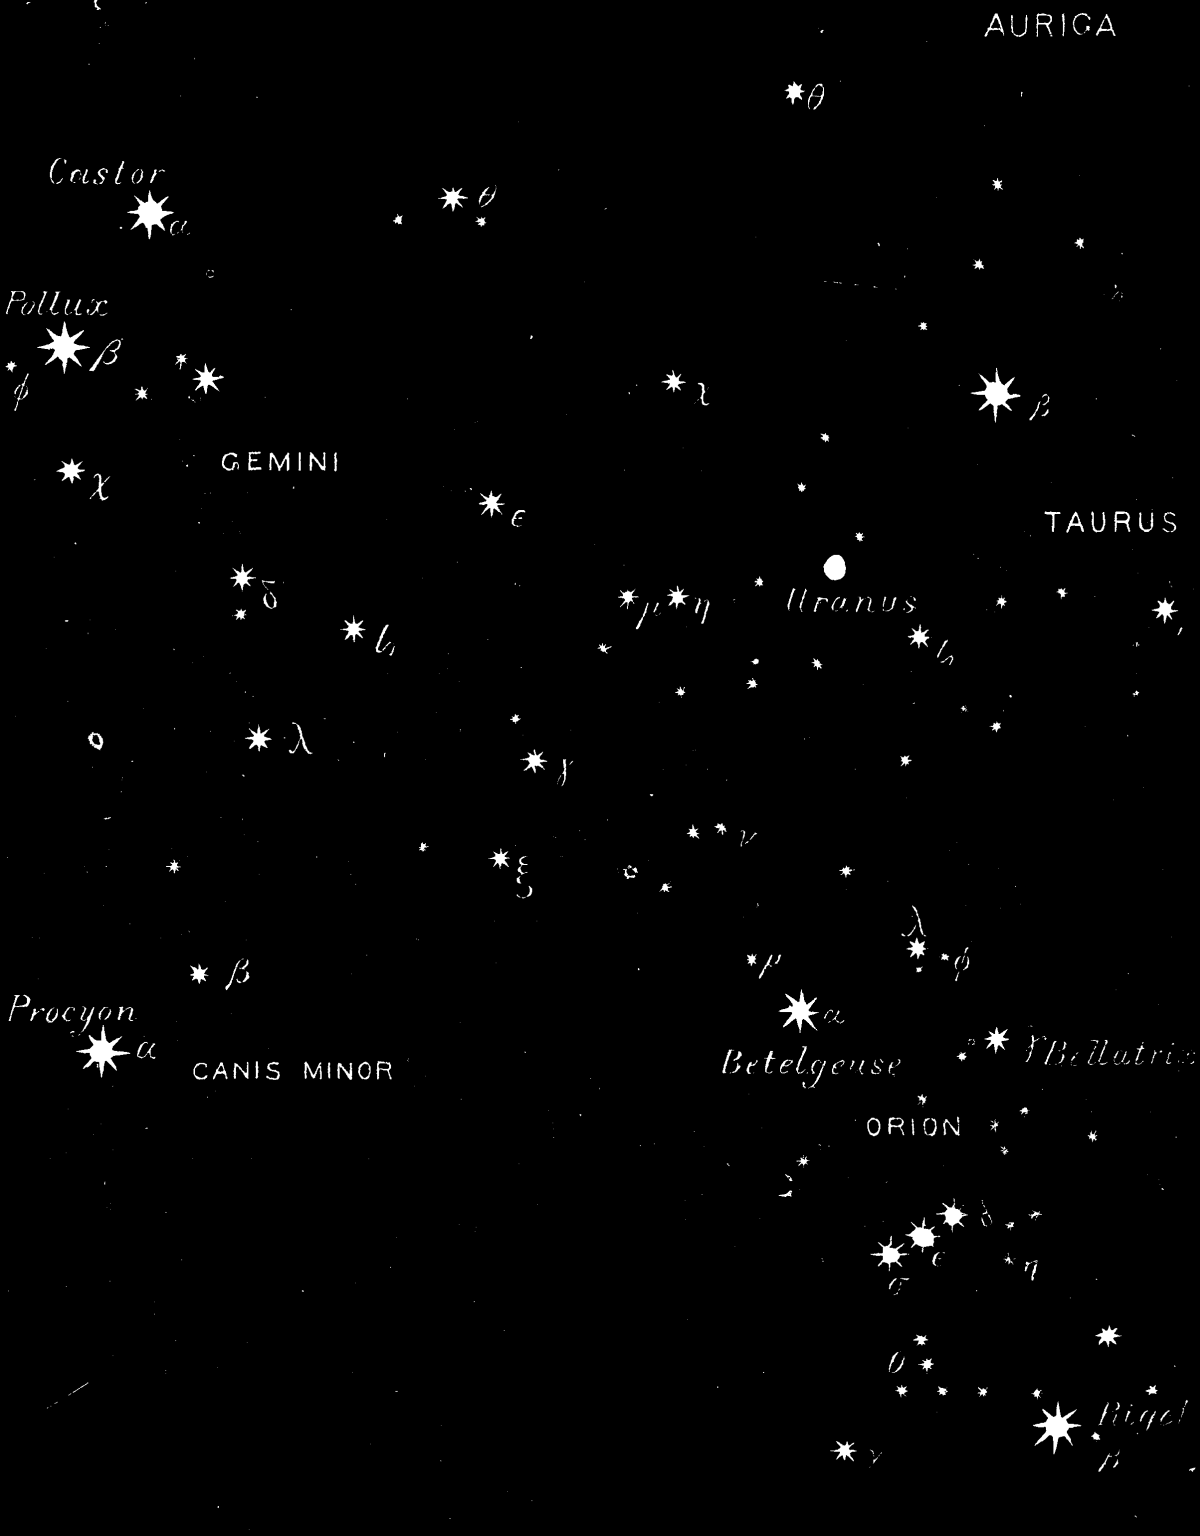 AURIGA
θ
Castor
α
θ
Pollux
β
φ
χ
β
GEMINI
χ
ε
TAURUS
δ
Uranus
μ η
λ
γ
ν
ξ
λ
μ
φ
β
Procyon
α
α
γ Bellatrix
CANIS MINOR
Betelgeuse
ORION
δ
ε
η
σ
θ
Rigel
β